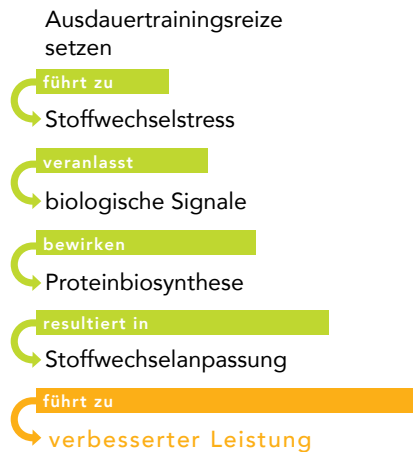 Ausdauertrainingsreize
setzen
führt zu
Stoffwechselstress
veranlasst
biologische Signale
bewirken
Proteinbiosynthese
resultiert in
Stoffwechselanpassung
führt zu
verbesserter Leistung